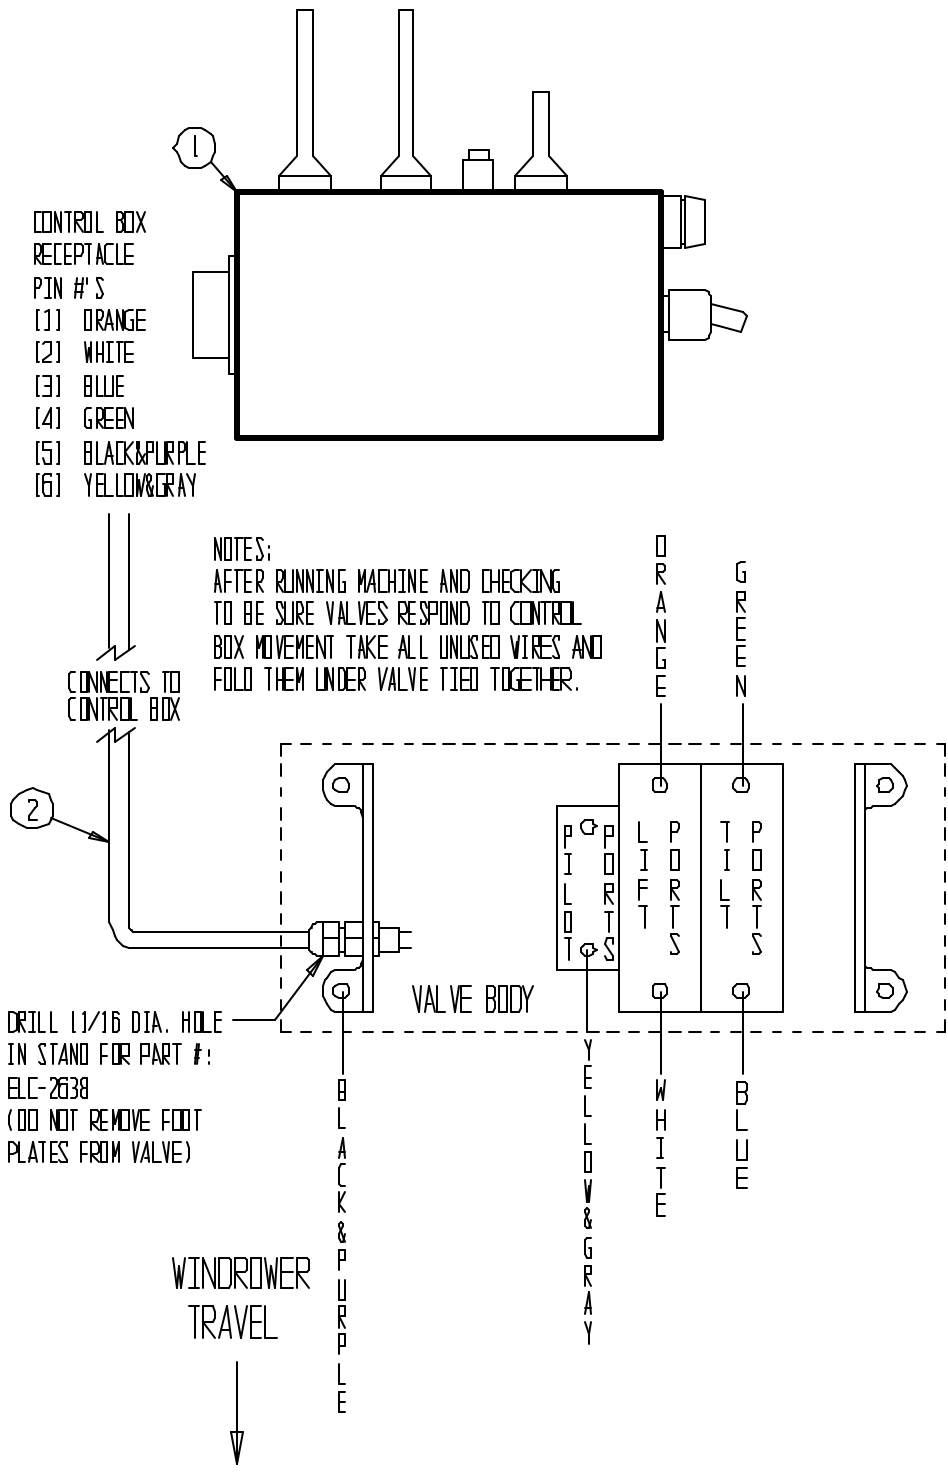 1
CONTROL BOX
RECEPTACLE
PIN #'S
[1] ORANGE
[2] WHITE
[3] BLUE
[4] GREEN
[5] BLACK&PURPLE
[6] YELLOW&GRAY
NOTES:
AFTER RUNNING MACHINE AND CHECKING
TO BE SURE VALVES RESPOND TO CONTROL
BOX MOVEMENT TAKE ALL UNUSED WIRES AND
FOLD THEM UNDER VALVE TIED TOGETHER.
ORANGE
GREEN
CONNECTS TO
CONTROL BOX
2
PILOT
PORTS
LIFT
PORTS
TILT
PORTS
VALVE BODY
DRILL 11/16 DIA. HOLE
IN STAND FOR PART #:
ELC-2638
(DO NOT REMOVE FOOT
PLATES FROM VALVE)
BLACK&PURPLE
YELLOW&GRAY
WHITE
BLUE
WINDROWER
TRAVEL